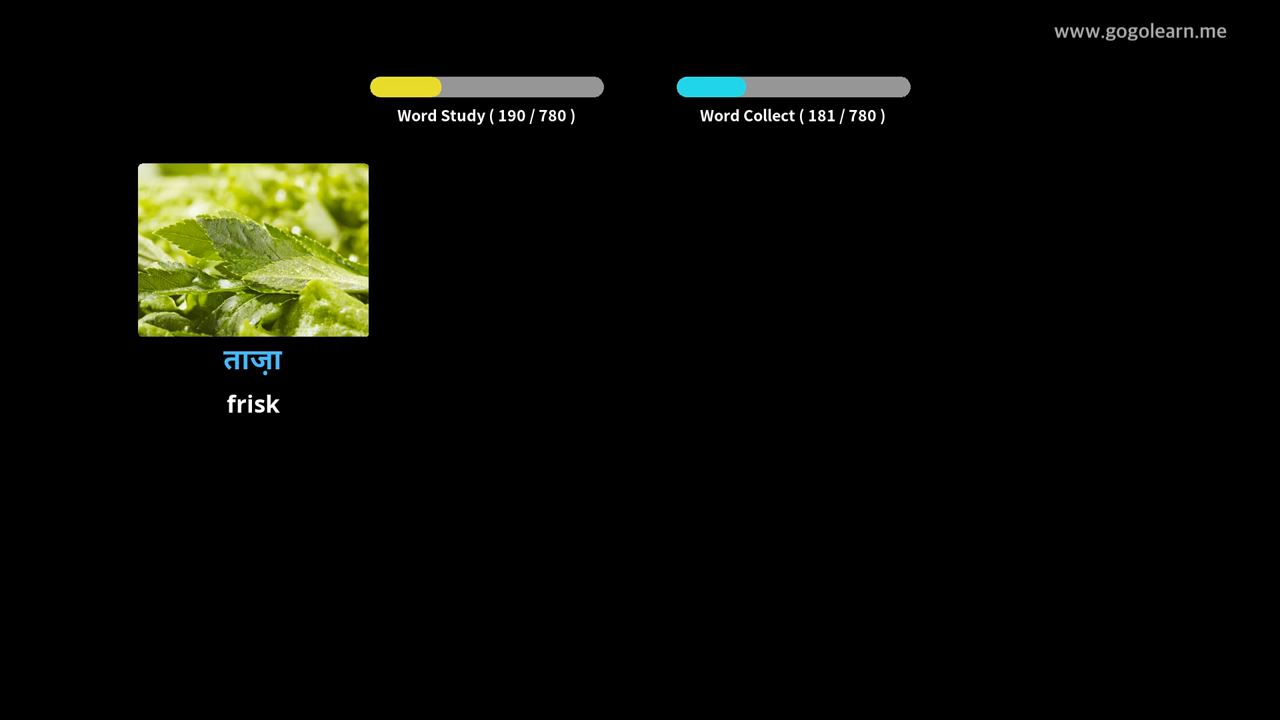 www.gogolearn.me
Word Study ( 190 / 780 )
Word Collect ( 181 / 780 )
ताज़ा
frisk